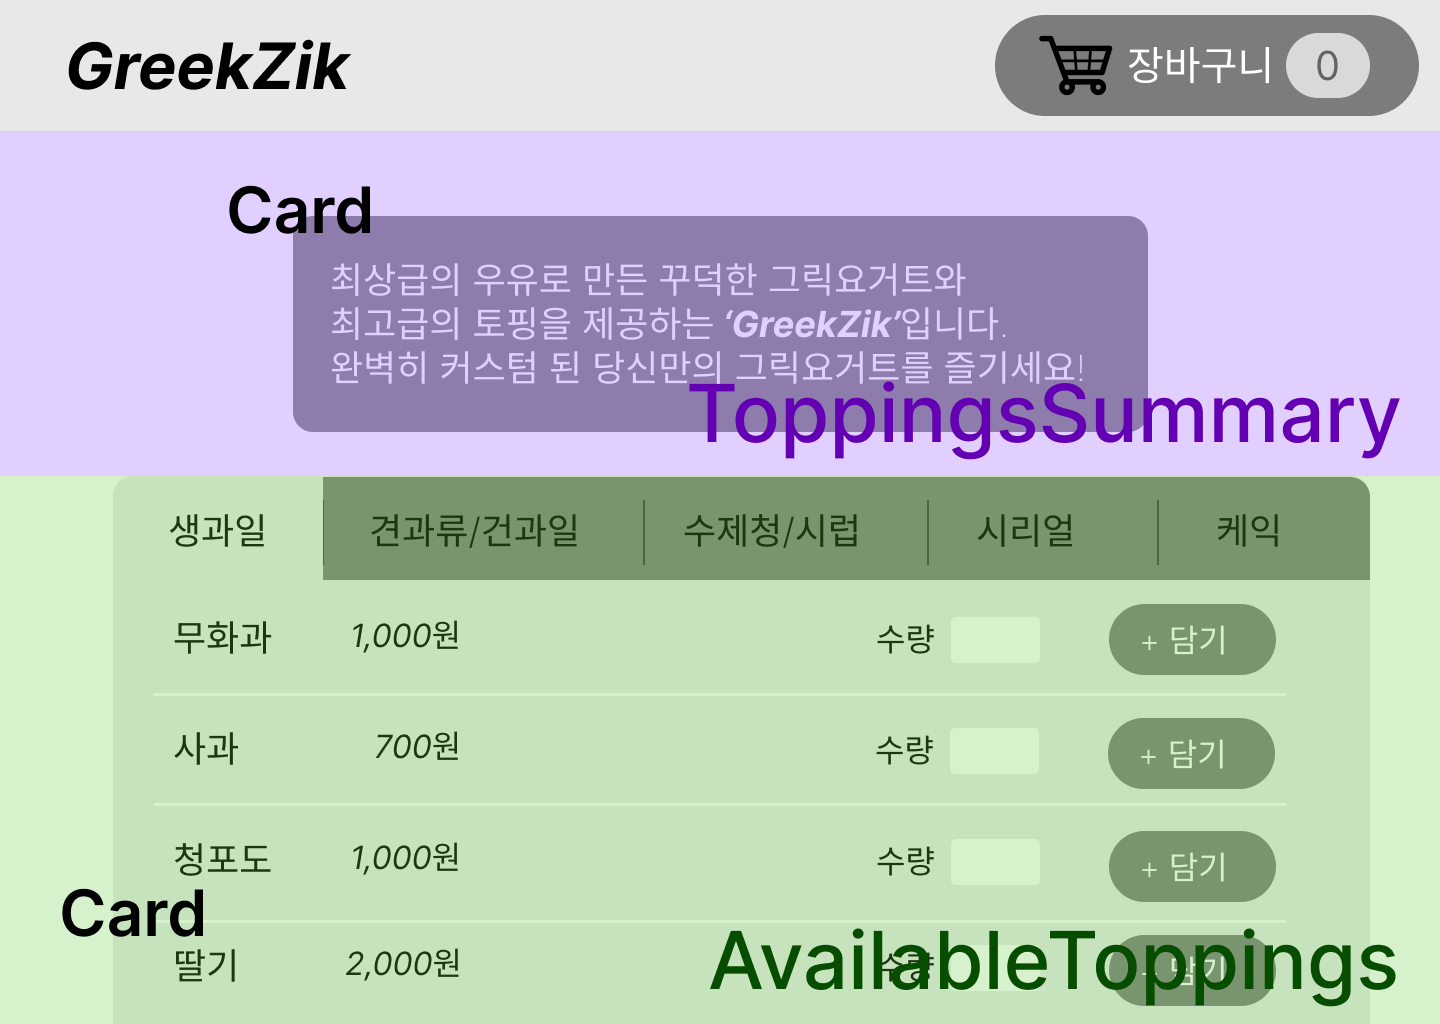 GreekZik
장바구니 0
Card
최상급의 우유로 만든 꾸덕한 그릭요거트와
최고급의 토핑을 제공하는 ‘GreekZik’입니다.
완벽히 커스텀 된 당신만의 그릭요거트를 즐기세요!
ToppingsSummary
생과일 견과류/건과일 수제청/시럽 시리얼 케익
무화과 1,000원 수량 + 담기
사과 700원 수량 + 담기
청포도 1,000원 수량 + 담기
Card
딸기 2,000원 수량 + 담기
AvailableToppings